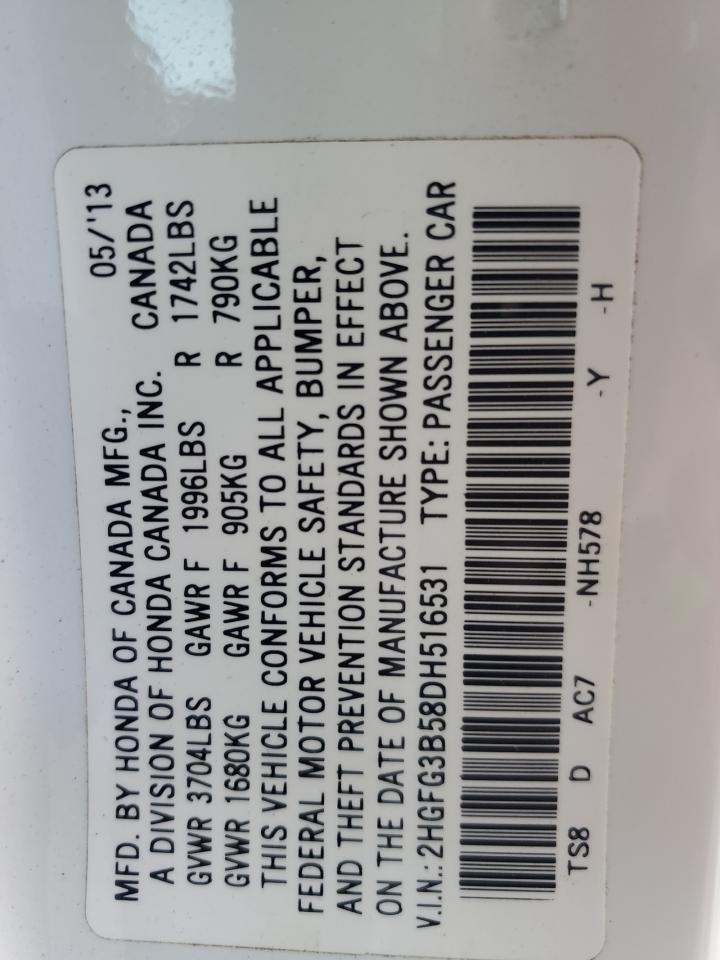 MFD. BY HONDA OF CANADA MFG., 05/'13
A DIVISION OF HONDA CANADA INC. CANADA
GVWR 3704LBS GAWR F 1996LBS R 1742LBS
GVWR 1680KG GAWR F 905KG R 790KG
THIS VEHICLE CONFORMS TO ALL APPLICABLE
FEDERAL MOTOR VEHICLE SAFETY, BUMPER,
AND THEFT PREVENTION STANDARDS IN EFFECT
ON THE DATE OF MANUFACTURE SHOWN ABOVE.
V.I.N.: 2HGFG3B58DH516531 TYPE: PASSENGER CAR
TS8 D AC7 -NH578 -Y -H